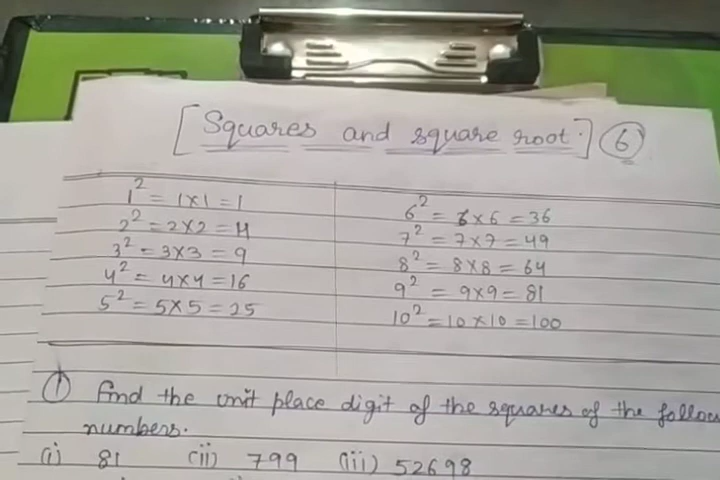 [Squares and square root.] 6
1² = 1x1 = 1
2² = 2x2 = 4
3² = 3x3 = 9
4² = 4x4 = 16
5² = 5x5 = 25
6² = 6x6 = 36
7² = 7x7 = 49
8² = 8x8 = 64
9² = 9x9 = 81
10² = 10x10 = 100
① find the unit place digit of the squares of the
numbers.
(i) 81 (ii) 799 (iii) 52698